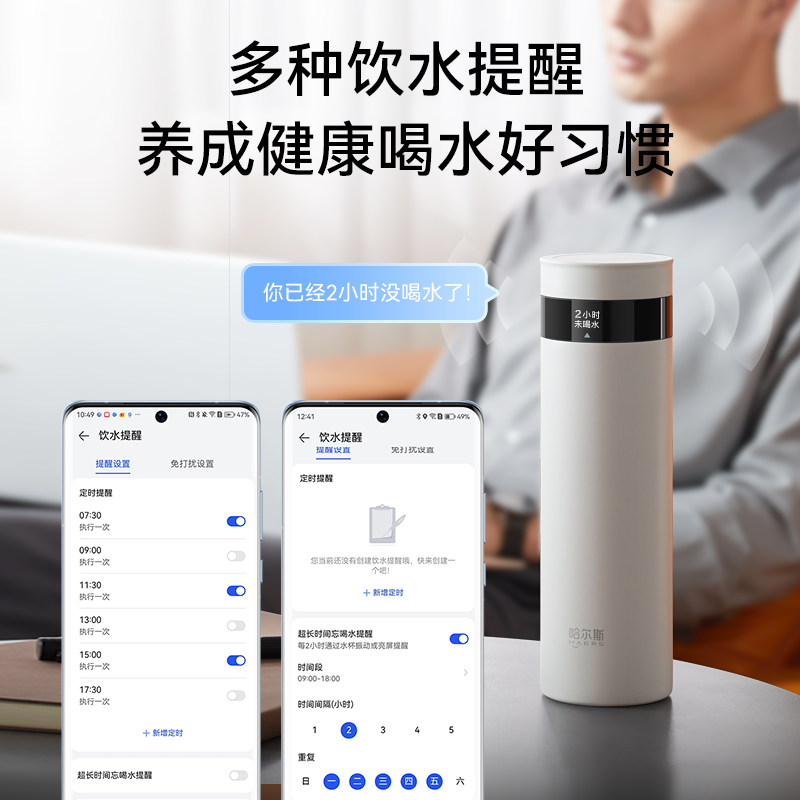 多种饮水提醒
养成健康喝水好习惯
你已经2小时没喝水了!
2小时
未喝水
哈尔斯
HAERS
10:49
47%
饮水提醒
提醒设置 免打扰设置
定时提醒
07:30
执行一次
09:00
执行一次
11:30
执行一次
13:00
执行一次
15:00
执行一次
17:30
执行一次
+ 新增定时
超长时间忘喝水提醒
12:41
49%
饮水提醒
提醒设置 免打扰设置
定时提醒
您当前还没有创建饮水提醒哦，快来创建一
个吧！
+ 新增定时
超长时间忘喝水提醒
每2小时通过水杯振动或亮屏提醒
时间段
09:00-18:00
时间间隔(小时)
1 2 3 4 5
重复
日 一 二 三 四 五 六